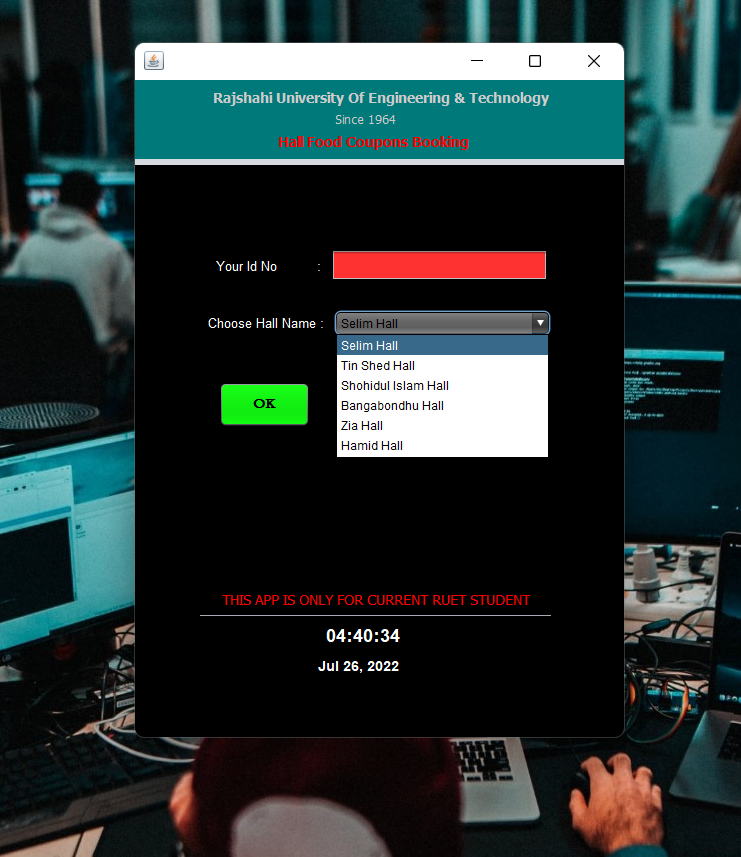 Rajshahi University Of Engineering & Technology
Since 1964
Hall Food Coupons Booking
Your Id No :
Choose Hall Name : Selim Hall
Selim Hall
Tin Shed Hall
Shohidul Islam Hall
Bangabondhu Hall
Zia Hall
Hamid Hall
OK
THIS APP IS ONLY FOR CURRENT RUET STUDENT
04:40:34
Jul 26, 2022